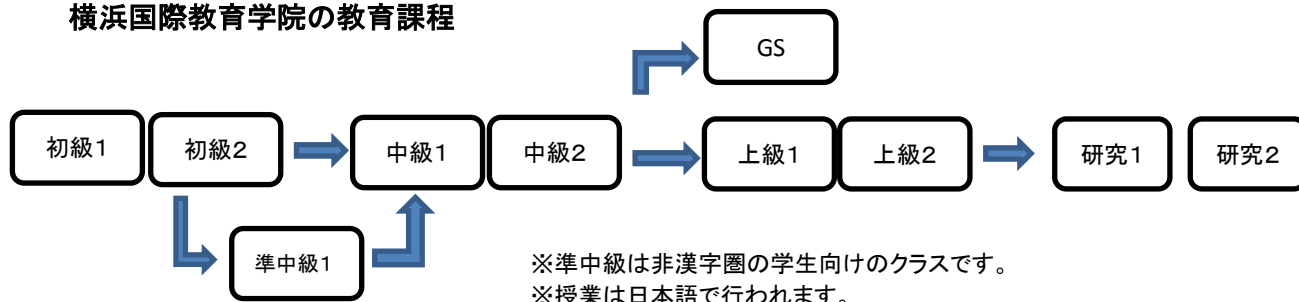 横浜国際教育学院の教育課程
GS
初級1
初級2
中級1
中級2
上級1
上級2
研究1
研究2
準中級1
※準中級は非漢字圏の学生向けのクラスです。
※授業は日本語で行われます。